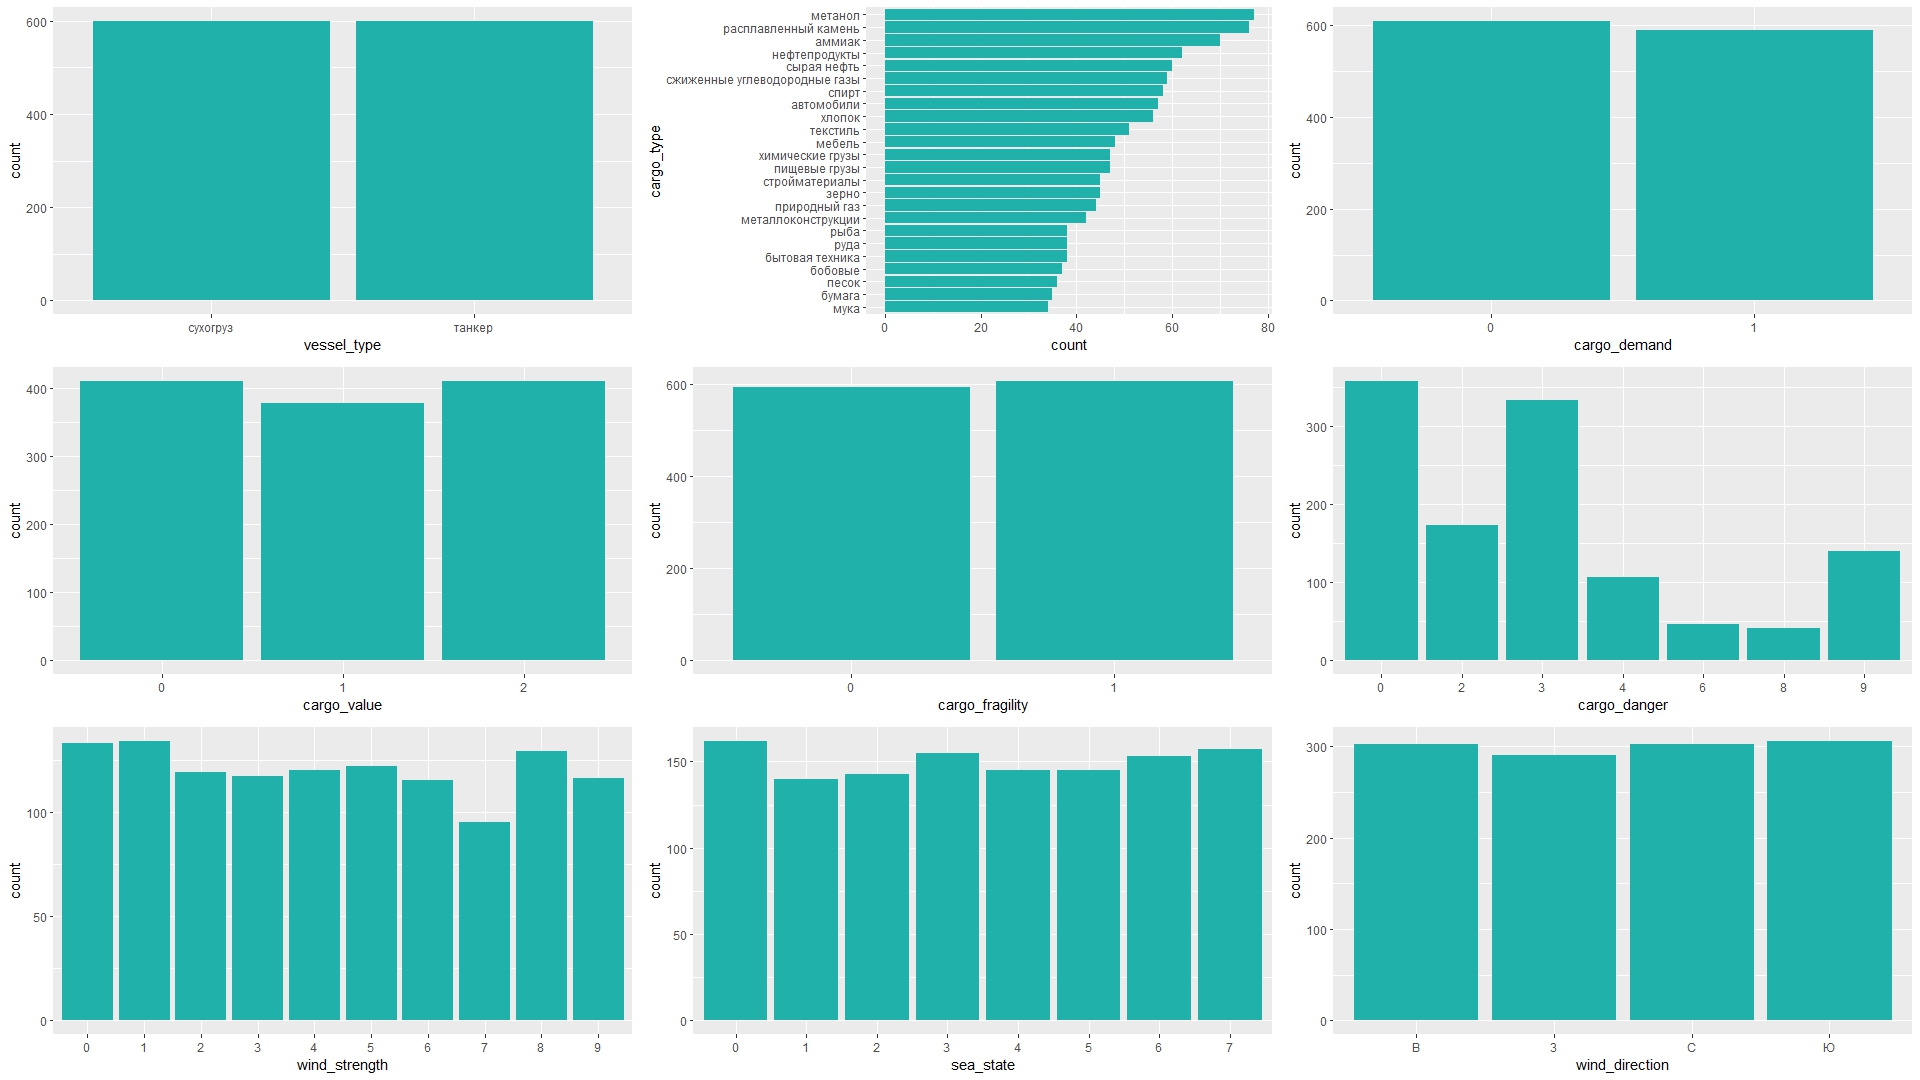 count
600
400
200
0
сухогруз
танкер
vessel_type
cargo_type
метанол
расплавленный камень
аммиак
нефтепродукты
сырая нефть
сжиженные углеводородные газы
спирт
автомобили
хлопок
текстиль
мебель
химические грузы
пищевые грузы
стройматериалы
зерно
природный газ
металлоконструкции
рыба
руда
бытовая техника
бобовые
песок
бумага
мука
0 20 40 60 80
count
count
600
400
200
0
0 1
cargo_demand
count
400
300
200
100
0
0 1 2
cargo_value
count
600
400
200
0
0 1
cargo_fragility
count
300
200
100
0
0 2 3 4 6 8 9
cargo_danger
count
100
50
0
0 1 2 3 4 5 6 7 8 9
wind_strength
count
150
100
50
0
0 1 2 3 4 5 6 7
sea_state
count
300
200
100
0
В З С Ю
wind_direction